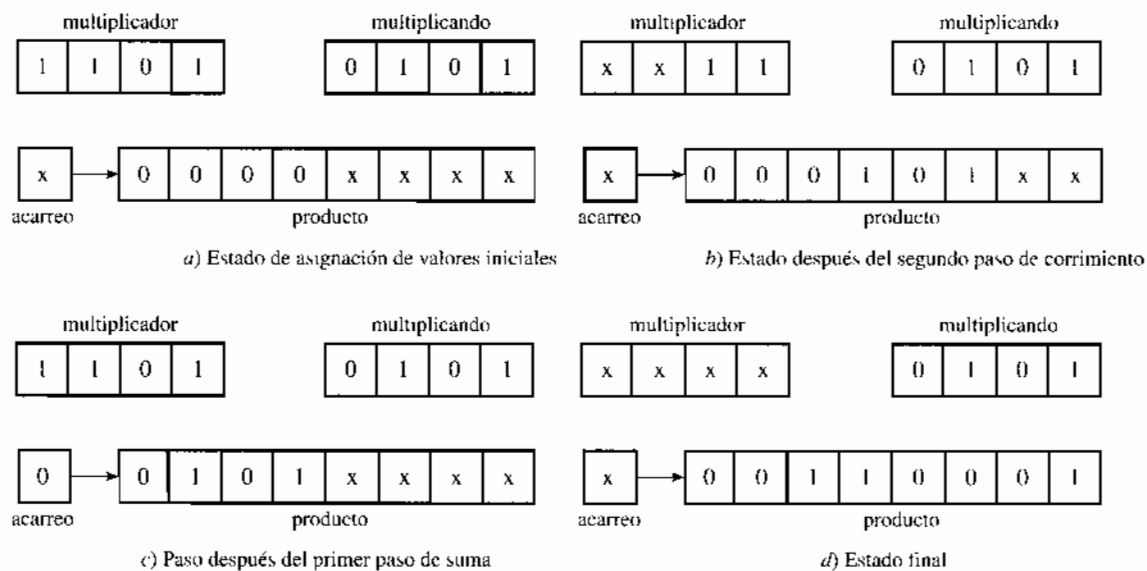 multiplicador multiplicando
1 1 0 1 0 1 0 1
x 0 0 0 0 x x x x
acarreo producto
a) Estado de asignación de valores iniciales
multiplicador multiplicando
x x 1 1 0 1 0 1
x 0 0 0 1 0 1 x x
acarreo producto
b) Estado después del segundo paso de corrimiento
multiplicador multiplicando
1 1 0 1 0 1 0 1
0 0 1 0 1 x x x x
acarreo producto
c) Paso después del primer paso de suma
multiplicador multiplicando
x x x x 0 1 0 1
x 0 0 1 1 0 0 0 1
acarreo producto
d) Estado final